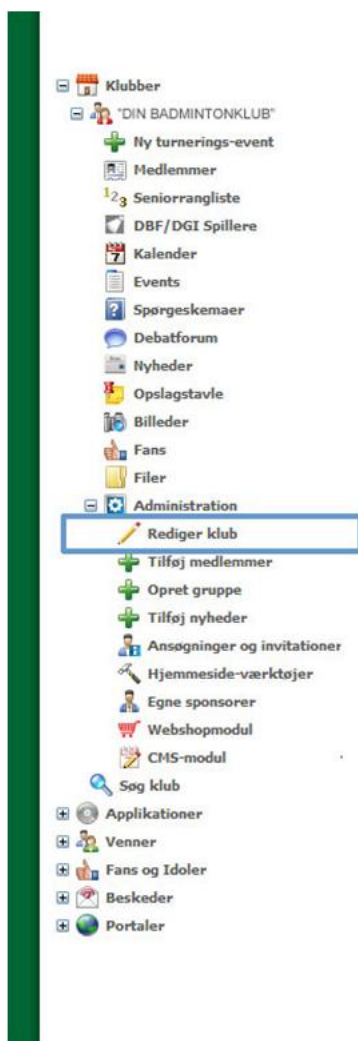 Klubber
"DIN BADMINTONKLUB"
Ny turnerings-event
Medlemmer
123 Seniorrangliste
DBF/DGI Spillere
7 Kalender
Events
? Spørgeskemaer
Debatforum
Nyheder
Opslagstavle
Billeder
Fans
Filer
Administration
Rediger klub
Tilføj medlemmer
Opret gruppe
Tilføj nyheder
Ansøgninger og invitationer
Hjemmeside-værktøjer
Egne sponsorer
Webshopmodul
CMS-modul
Søg klub
Applikationer
Venner
Fans og Idoler
Beskeder
Portaler